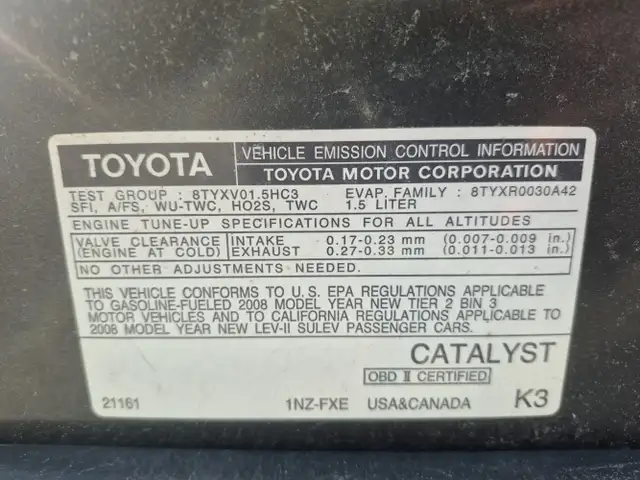 TOYOTA
VEHICLE EMISSION CONTROL INFORMATION
TOYOTA MOTOR CORPORATION
TEST GROUP : 8TYXV01.5HC3 EVAP. FAMILY : 8TYXR0030A42
SFI, A/FS, WU-TWC, HO2S, TWC 1.5 LITER
ENGINE TUNE-UP SPECIFICATIONS FOR ALL ALTITUDES
VALVE CLEARANCE INTAKE 0.17-0.23 mm (0.007-0.009 in.)
(ENGINE AT COLD) EXHAUST 0.27-0.33 mm (0.011-0.013 in.)
NO OTHER ADJUSTMENTS NEEDED.
THIS VEHICLE CONFORMS TO U.S. EPA REGULATIONS APPLICABLE
TO GASOLINE-FUELED 2008 MODEL YEAR NEW TIER 2 BIN 3
MOTOR VEHICLES AND TO CALIFORNIA REGULATIONS APPLICABLE TO
2008 MODEL YEAR NEW LEV-II SULEV PASSENGER CARS.
CATALYST
OBD II CERTIFIED
21161 1NZ-FXE USA&CANADA K3